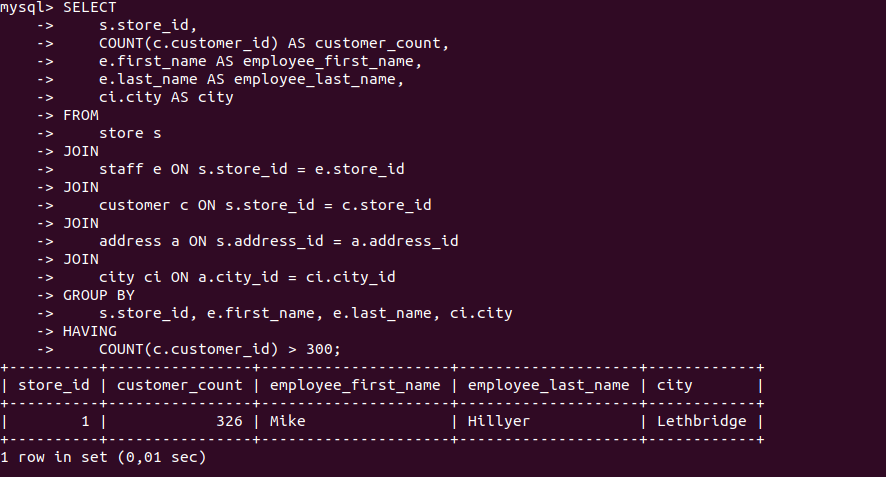 mysql> SELECT
    ->     s.store_id,
    ->     COUNT(c.customer_id) AS customer_count,
    ->     e.first_name AS employee_first_name,
    ->     e.last_name AS employee_last_name,
    ->     ci.city AS city
    -> FROM
    ->     store s
    -> JOIN
    ->     staff e ON s.store_id = e.store_id
    -> JOIN
    ->     customer c ON s.store_id = c.store_id
    -> JOIN
    ->     address a ON s.address_id = a.address_id
    -> JOIN
    ->     city ci ON a.city_id = ci.city_id
    -> GROUP BY
    ->     s.store_id, e.first_name, e.last_name, ci.city
    -> HAVING
    ->     COUNT(c.customer_id) > 300;
+----------+----------------+---------------------+--------------------+------------+
| store_id | customer_count | employee_first_name | employee_last_name | city       |
+----------+----------------+---------------------+--------------------+------------+
|        1 |            326 | Mike                | Hillyer            | Lethbridge |
+----------+----------------+---------------------+--------------------+------------+
1 row in set (0,01 sec)